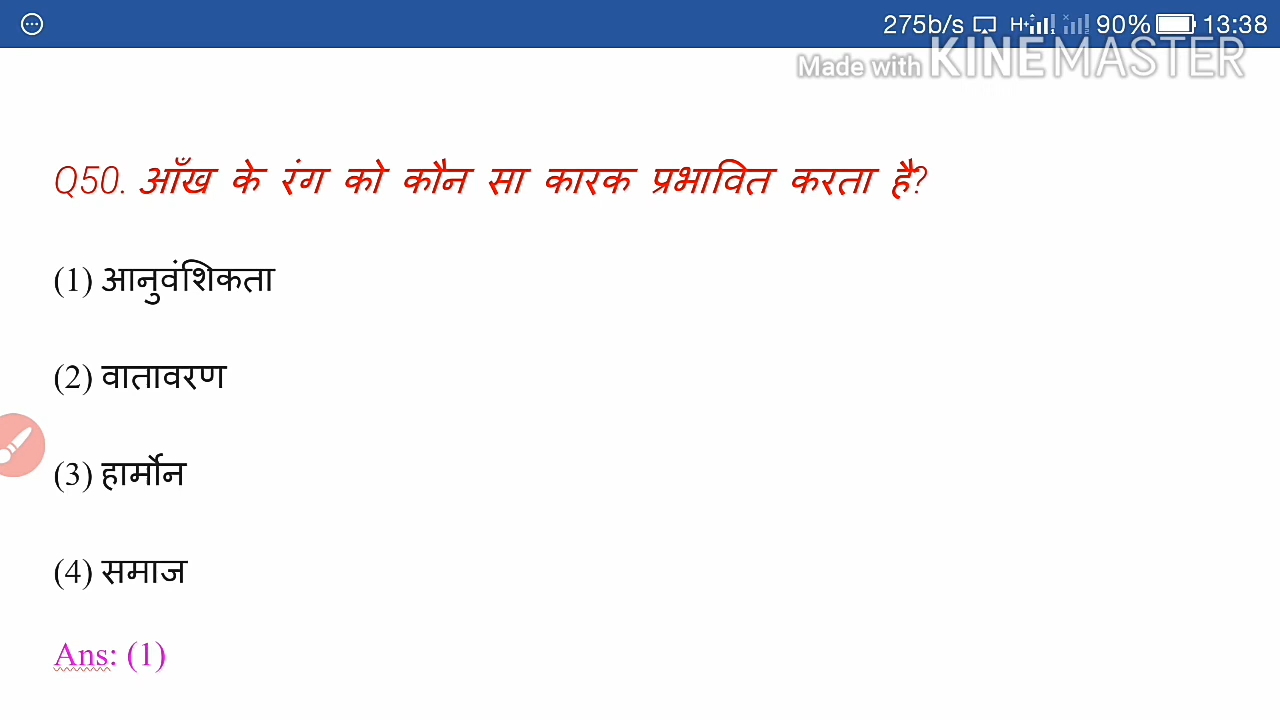 275b/s H+ 90% 13:38
Made with KINEMASTER
Q50. आँख के रंग को कौन सा कारक प्रभावित करता है?
(1) आनुवंशिकता
(2) वातावरण
(3) हार्मोन
(4) समाज
Ans: (1)